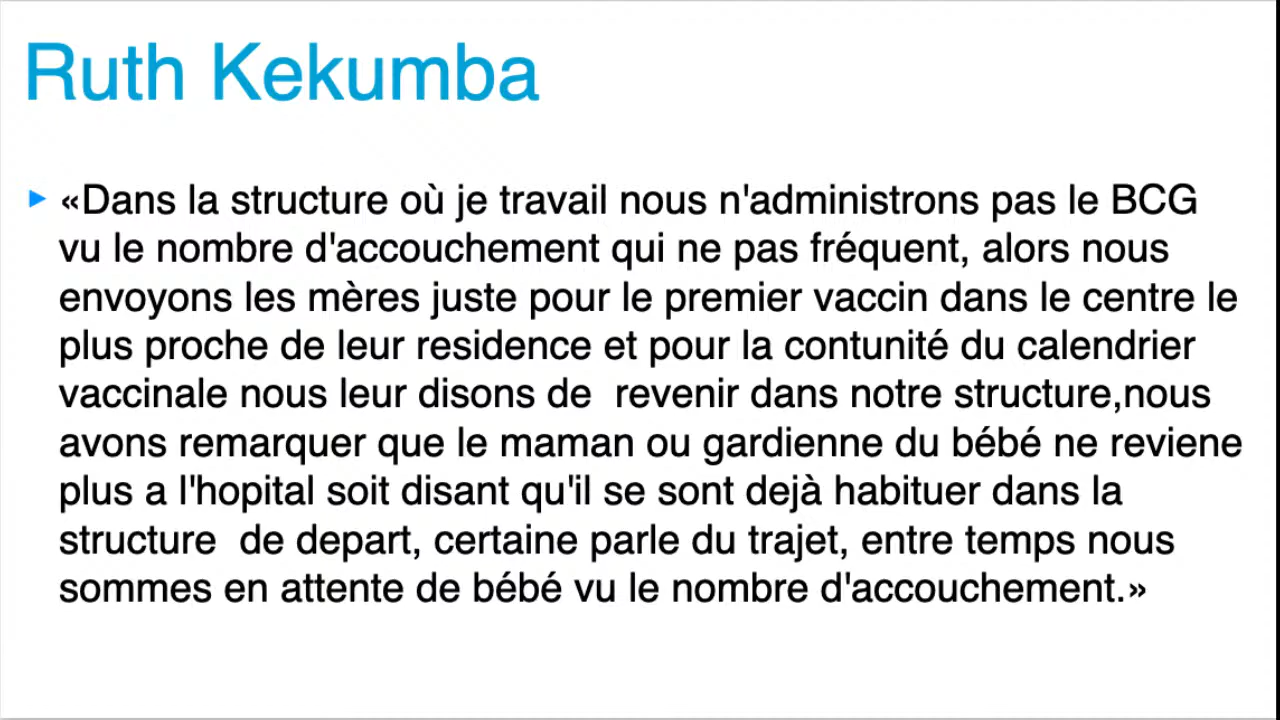 Ruth Kekumba
«Dans la structure où je travail nous n'administrons pas le BCG
vu le nombre d'accouchement qui ne pas fréquent, alors nous
envoyons les mères juste pour le premier vaccin dans le centre le
plus proche de leur residence et pour la contunité du calendrier
vaccinale nous leur disons de  revenir dans notre structure,nous
avons remarquer que le maman ou gardienne du bébé ne reviene
plus a l'hopital soit disant qu'il se sont dejà habituer dans la
structure  de depart, certaine parle du trajet, entre temps nous
sommes en attente de bébé vu le nombre d'accouchement.»